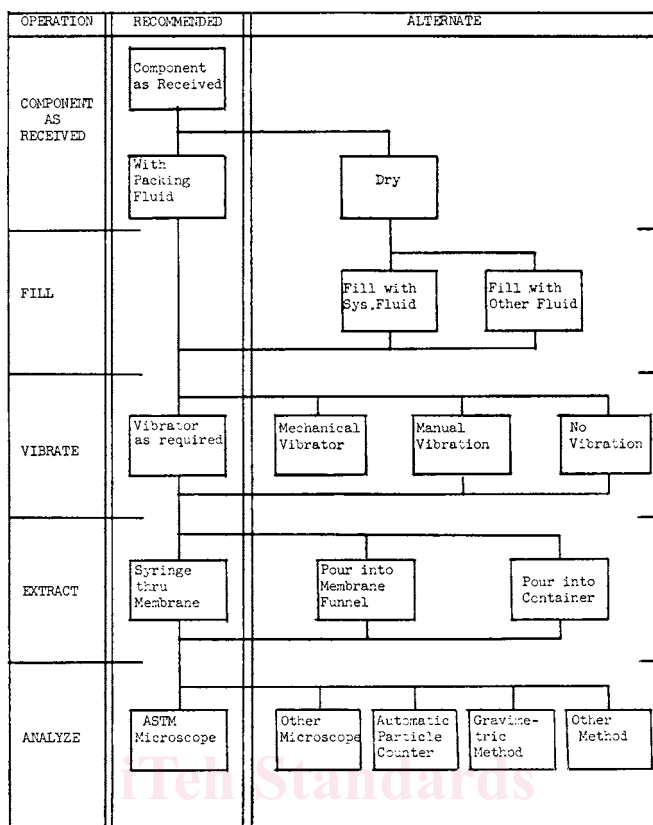 OPERATION RECOMMENDED ALTERNATE
COMPONENT
AS
RECEIVED
Component
as Received
With
Packing
Fluid
Dry
FILL
Fill with
Sys.Fluid
Fill with
Other Fluid
VIBRATE
Vibrator
as required
Mechanical
Vibrator
Manual
Vibration
No
Vibration
EXTRACT
Syringe
thru
Membrane
Pour into
Membrane
Funnel
Pour into
Container
ANALYZE
ASTM
Microscope
Other
Microscope
Automatic
Particle
Counter
Gravime-
tric
Method
Other
Method
iTeh Standards